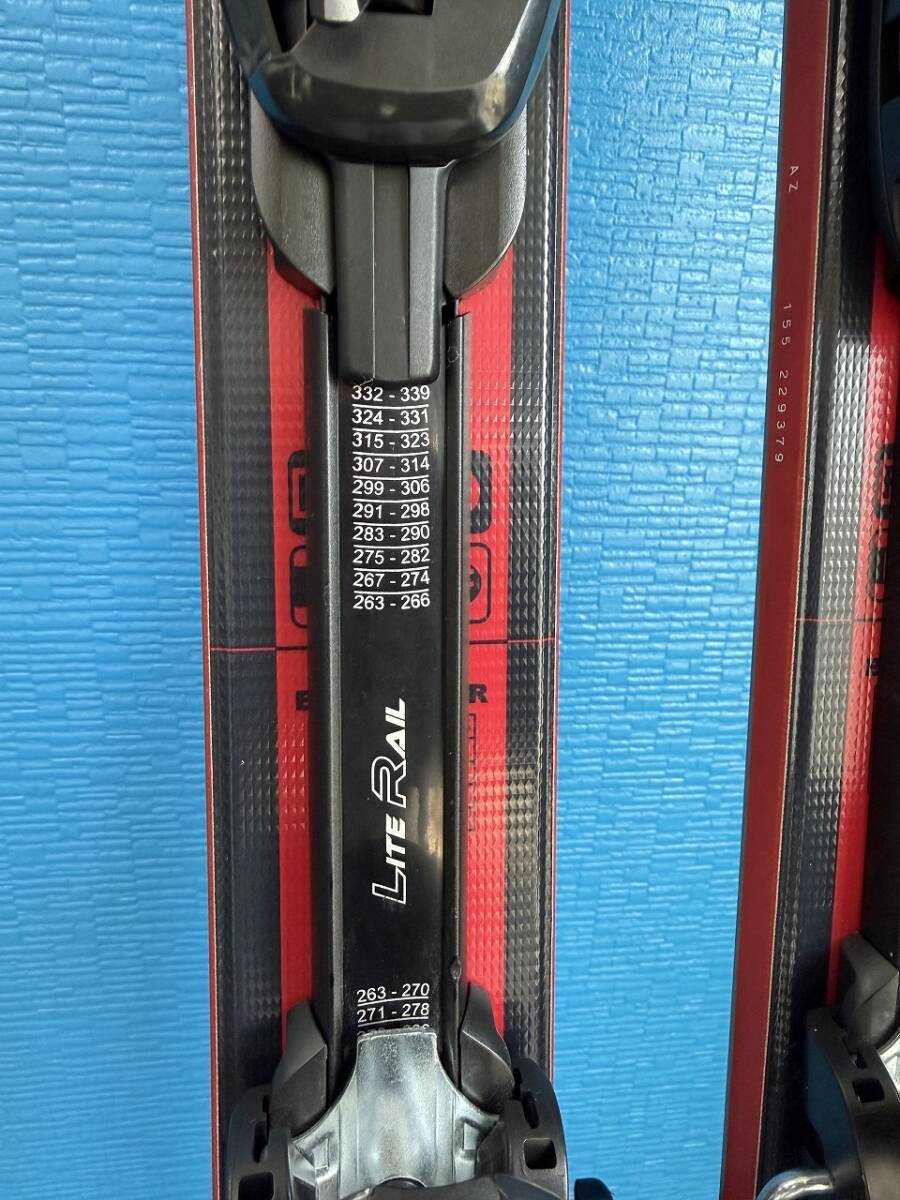 332 - 339
324 - 331
315 - 323
307 - 314
299 - 306
291 - 298
283 - 290
275 - 282
267 - 274
263 - 266
LITE RAIL
263 - 270
271 - 278
AZ 155 229379